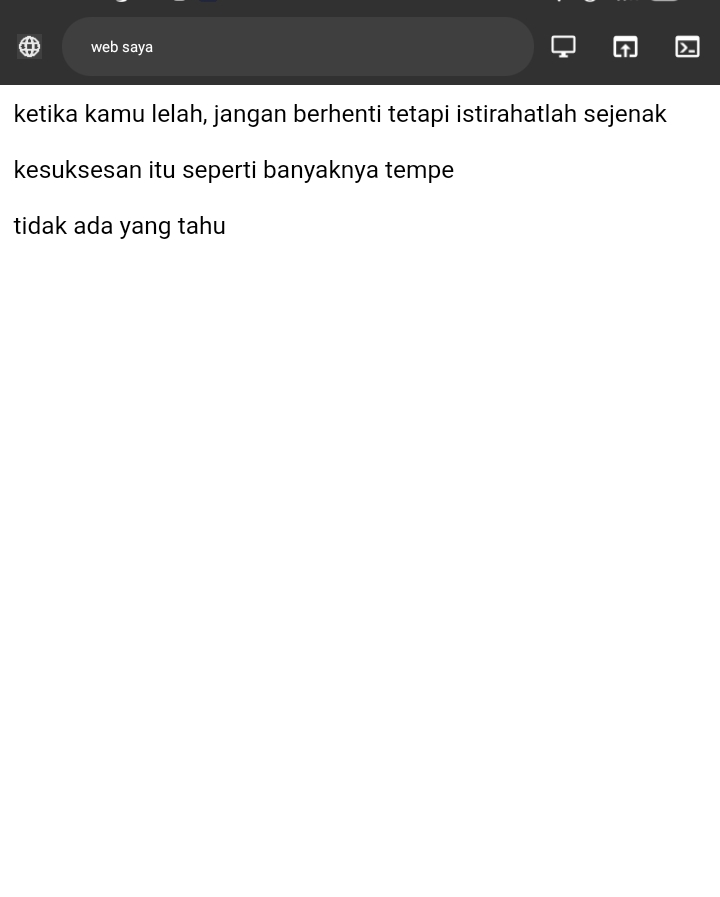 web saya
ketika kamu lelah, jangan berhenti tetapi istirahatlah sejenak
kesuksesan itu seperti banyaknya tempe
tidak ada yang tahu